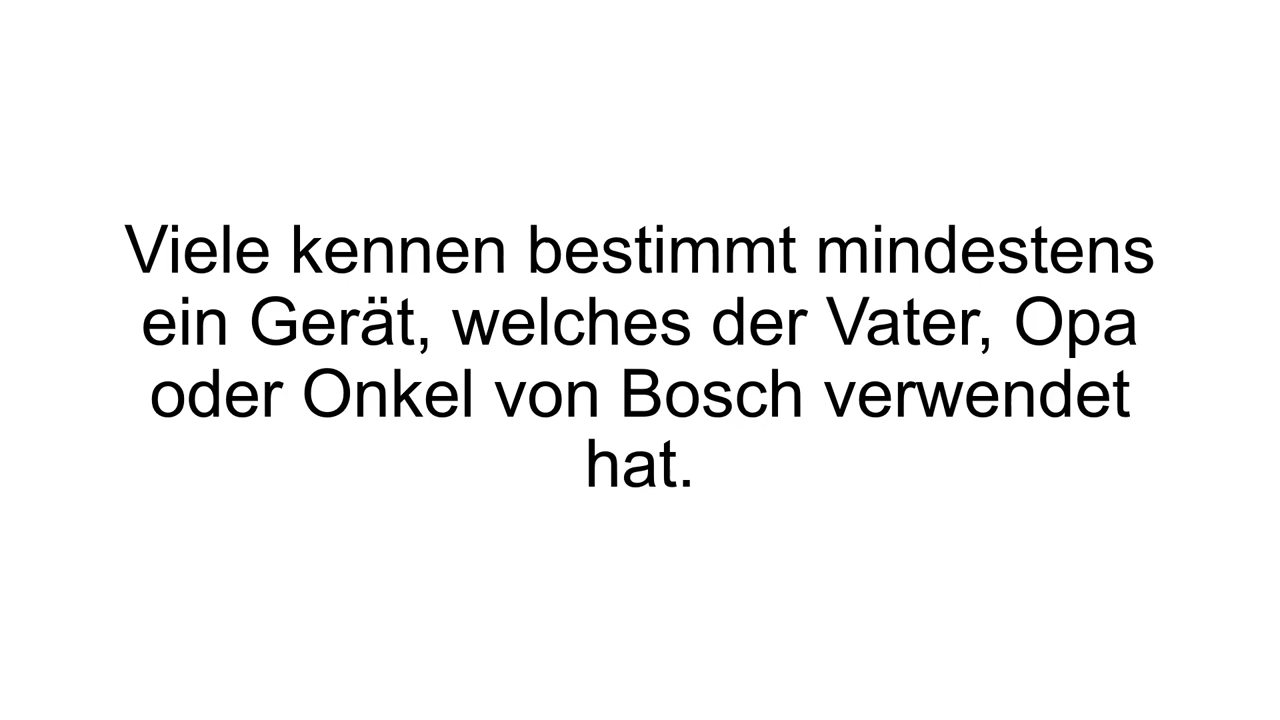 Viele kennen bestimmt mindestens
ein Gerät, welches der Vater, Opa
oder Onkel von Bosch verwendet
hat.